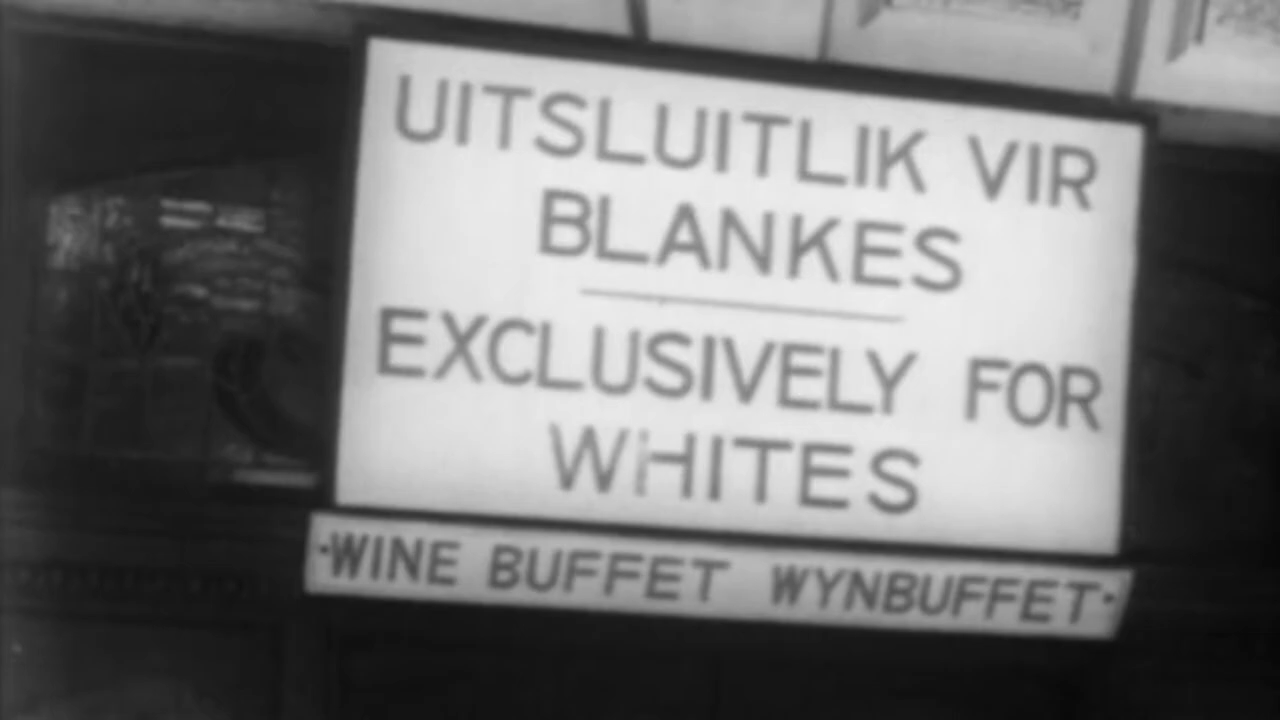 UITSLUITLIK VIR
BLANKES
EXCLUSIVELY FOR
WHITES
·WINE BUFFET WYNBUFFET·